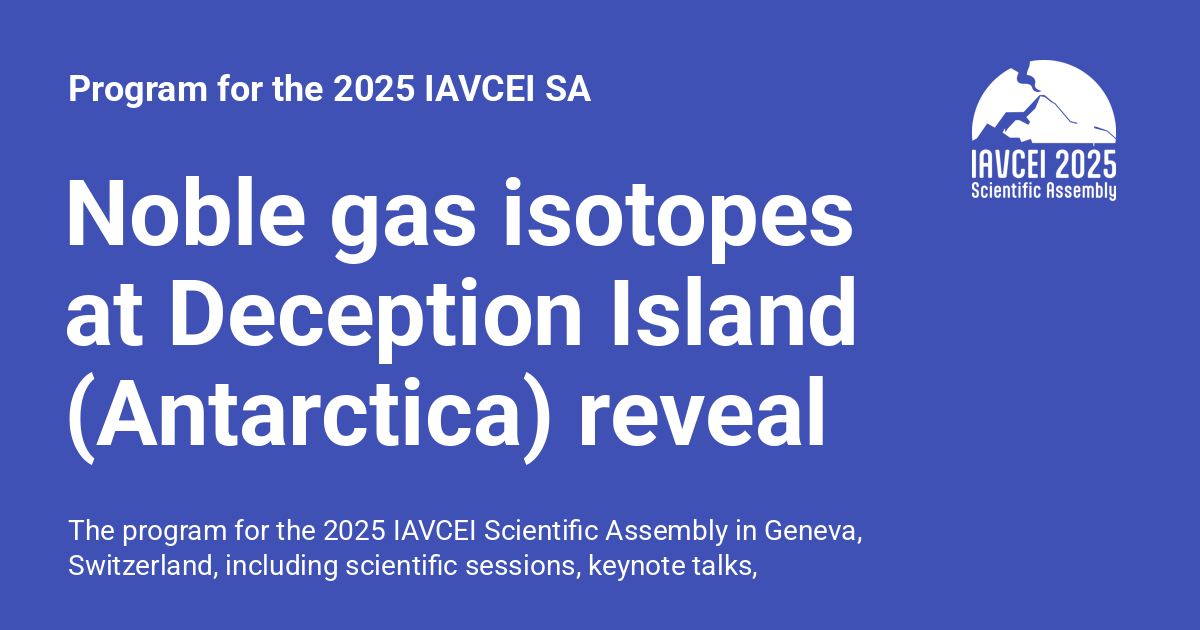 Program for the 2025 IAVCEI SA
IAVCEI 2025
Scientific Assembly
Noble gas isotopes
at Deception Island
(Antarctica) reveal
The program for the 2025 IAVCEI Scientific Assembly in Geneva,
Switzerland, including scientific sessions, keynote talks,